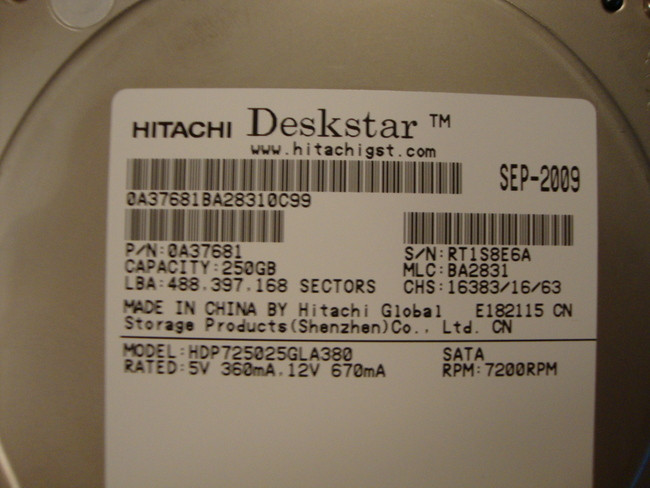 HITACHI Deskstar ™
www.hitachigst.com
SEP-2009
0A37681BA28310C99
P/N:0A37681
S/N:RT1S8E6A
CAPACITY:250GB
MLC:BA2831
LBA:488.397.168 SECTORS
CHS:16383/16/63
MADE IN CHINA BY Hitachi Global E182115 CN
Storage Products(Shenzhen)Co., Ltd. CN
MODEL:HDP725025GLA380
SATA
RATED:5V 360mA.12V 670mA
RPM:7200RPM